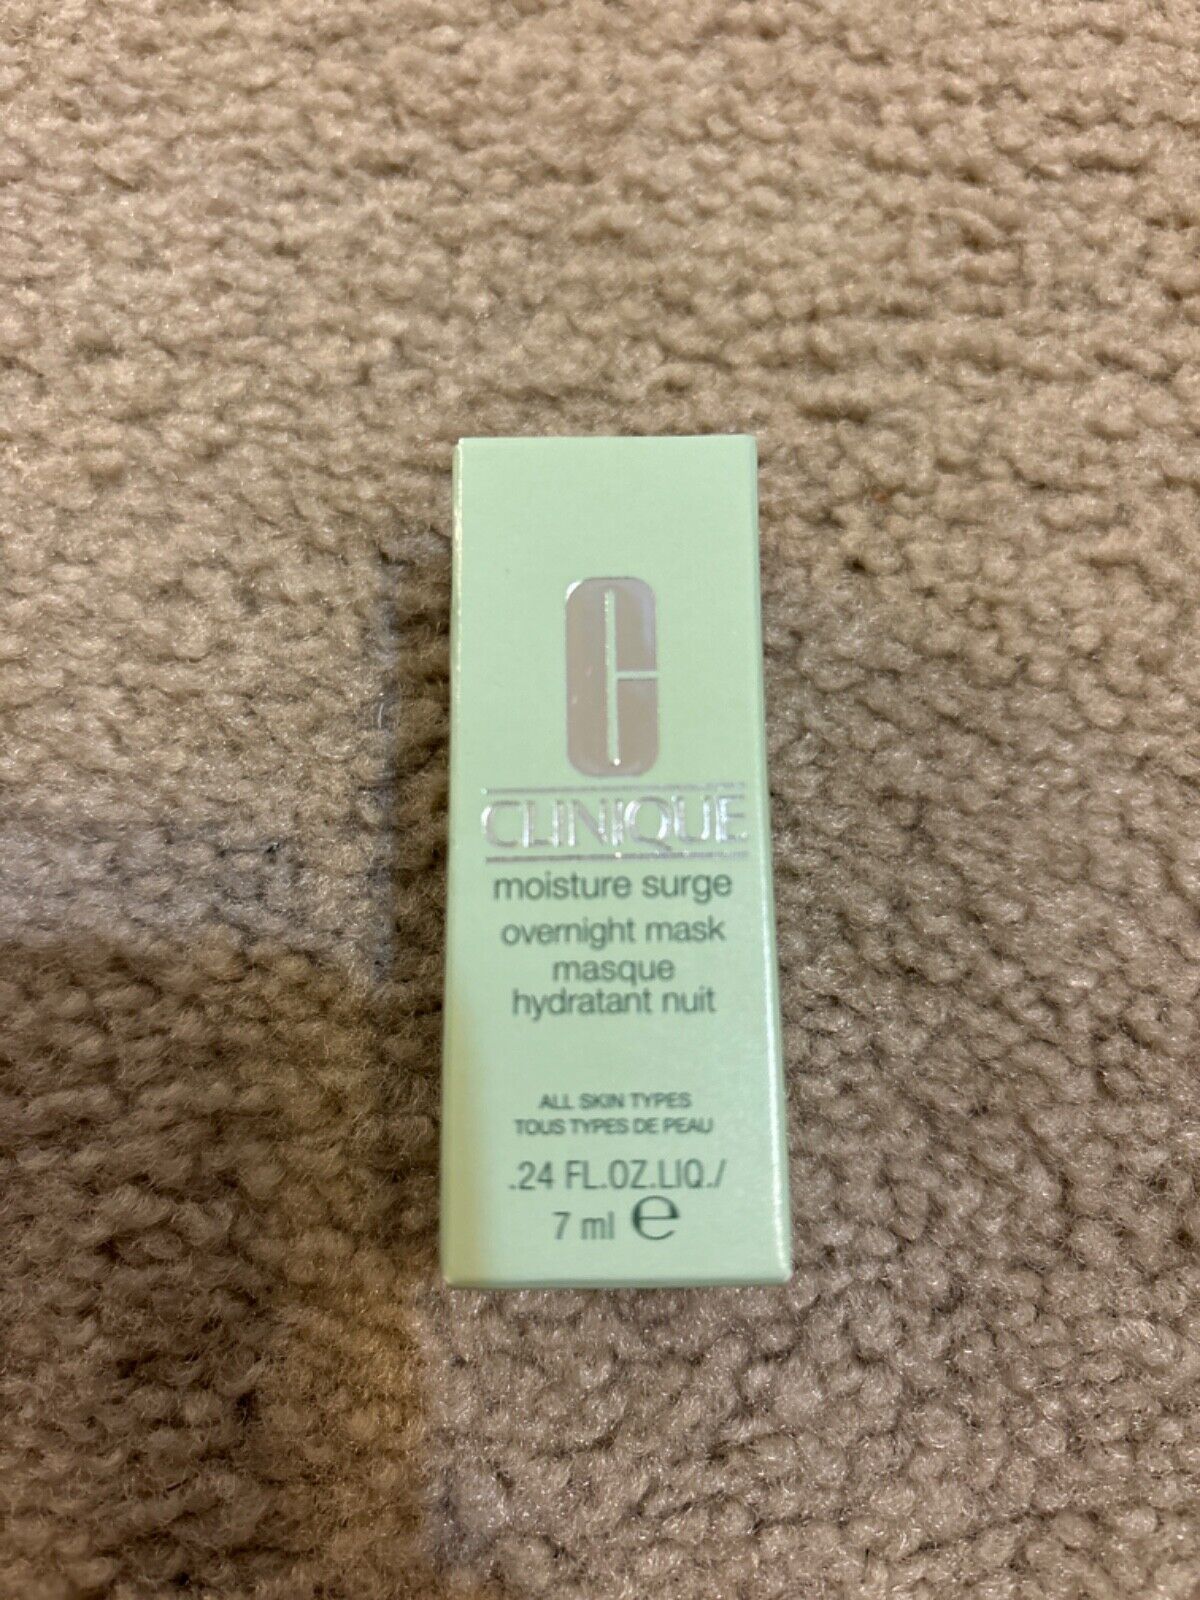 C
CLINIQUE
moisture surge
overnight mask
masque
hydratant nuit
ALL SKIN TYPES
TOUS TYPES DE PEAU
.24 FL.OZ.LIQ./
7 ml ℮